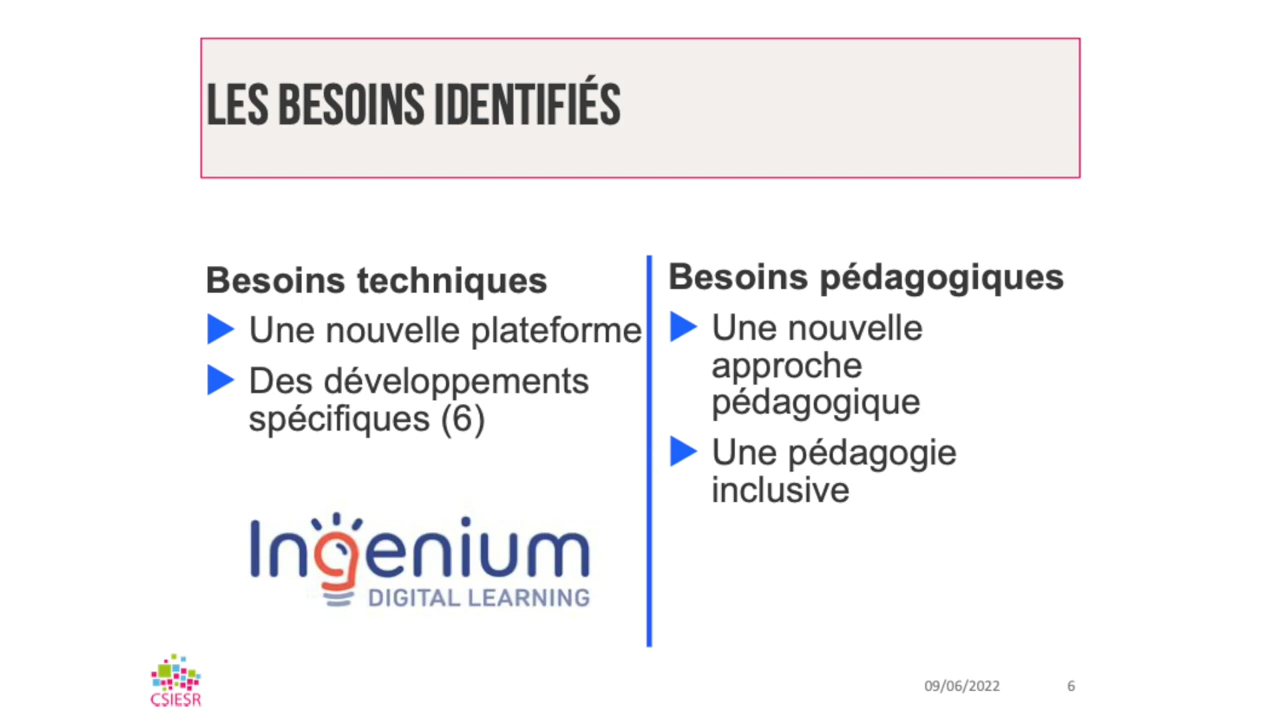 LES BESOINS IDENTIFIÉS
Besoins techniques
Une nouvelle plateforme
Des développements
spécifiques (6)
Ingenium
DIGITAL LEARNING
Besoins pédagogiques
Une nouvelle
approche
pédagogique
Une pédagogie
inclusive
CSIESR
09/06/2022
6